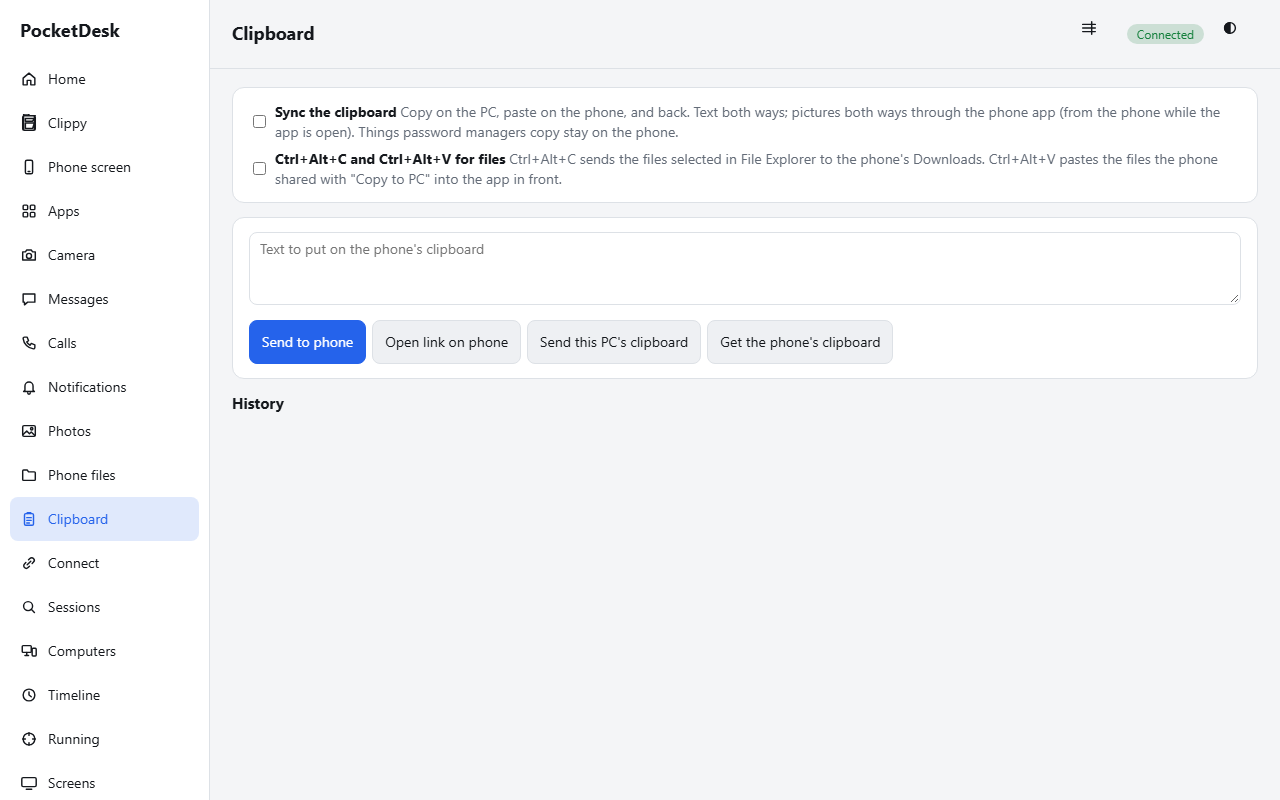 PocketDesk
Home
Clippy
Phone screen
Apps
Camera
Messages
Calls
Notifications
Photos
Phone files
Clipboard
Connect
Sessions
Computers
Timeline
Running
Screens
Clipboard
Connected
Sync the clipboard Copy on the PC, paste on the phone, and back. Text both ways; pictures both ways through the phone app (from the phone while the
app is open). Things password managers copy stay on the phone.
Ctrl+Alt+C and Ctrl+Alt+V for files Ctrl+Alt+C sends the files selected in File Explorer to the phone's Downloads. Ctrl+Alt+V pastes the files the phone
shared with "Copy to PC" into the app in front.
Text to put on the phone's clipboard
Send to phone
Open link on phone
Send this PC's clipboard
Get the phone's clipboard
History